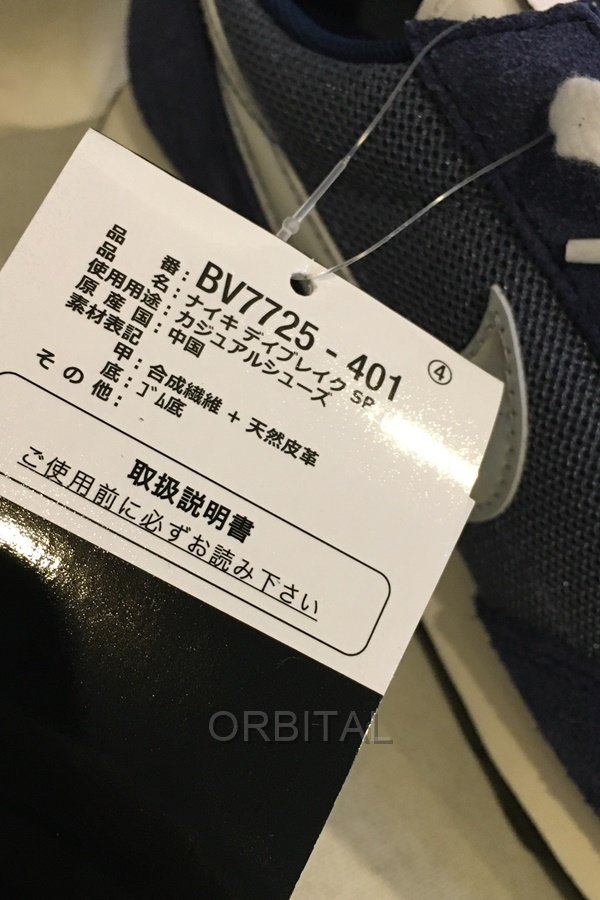 品 番：BV7725 - 401 ④
品 名：ナイキ デイブレイク SP
使用用途：カジュアルシューズ
原 産 国：中国
素材表記
甲：合成繊維 + 天然皮革
底：ｺﾞﾑ底
そ の 他：
取扱説明書
ご使用前に必ずお読み下さい
ORBITAL